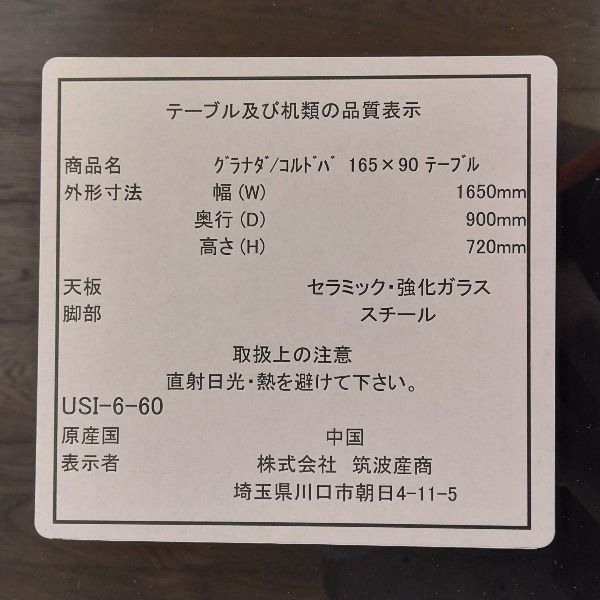 テーブル及び机類の品質表示
商品名 グラナダ/コルドバ 165×90 テーブル
外形寸法 幅(W) 1650mm
奥行(D) 900mm
高さ(H) 720mm
天板 セラミック・強化ガラス
脚部 スチール
取扱上の注意
直射日光・熱を避けて下さい。
USI-6-60
原産国 中国
表示者 株式会社 筑波産商
埼玉県川口市朝日4-11-5